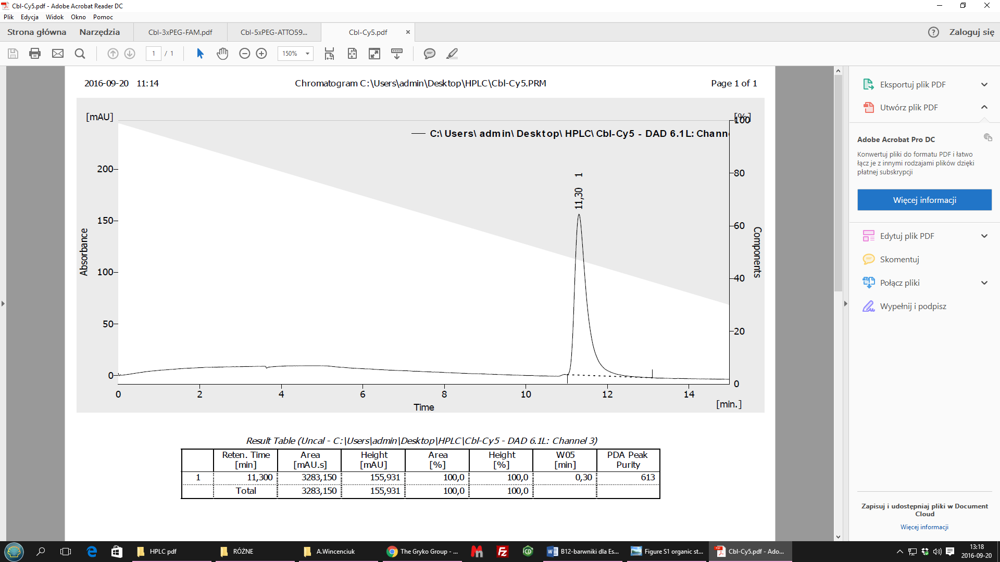 Cbl-Cy5.pdf - Adobe Acrobat Reader DC
Plik Edycja Widok Okno Pomoc
Strona główna Narzędzia Cbl-3xPEG-FAM.pdf Cbl-5xPEG-ATTO59... Cbl-Cy5.pdf × ? Zaloguj się
1 / 1 150%
2016-09-20 11:14 Chromatogram C:\Users\admin\Desktop\HPLC\Cbl-Cy5.PRM Page 1 of 1
[mAU] [%]
100
C:\Users\admin\Desktop\HPLC\Cbl-Cy5 - DAD 6.1L: Chann
200 80
11,30 1
150 60
Absorbance Components
100 40
50 20
0 0
0 2 4 6 8 10 12 14
Time [min.]
Result Table (Uncal - C:\Users\admin\Desktop\HPLC\Cbl-Cy5 - DAD 6.1L: Channel 3)
Reten. Time Area Height Area Height W05 PDA Peak
[min] [mAU.s] [mAU] [%] [%] [min] Purity
1 11,300 3283,150 155,931 100,0 100,0 0,30 613
Total 3283,150 155,931 100,0 100,0
Eksportuj plik PDF
Utwórz plik PDF
Adobe Acrobat Pro DC
Konwertuj pliki do formatu PDF i łatwo
łącz je z innymi rodzajami plików dzięki
płatnej subskrypcji
Więcej informacji
Edytuj plik PDF
Skomentuj
Połącz pliki
Wypełnij i podpisz
Zapisuj i udostępniaj pliki w Document
Cloud
Więcej informacji
HPLC pdf RÓŻNE A.Wincenciuk The Gryko Group - ... Fz CD B12-barwniki dla Es... Figure S1 organic st... Cbl-Cy5.pdf - Ado...
13:18
2016-09-20